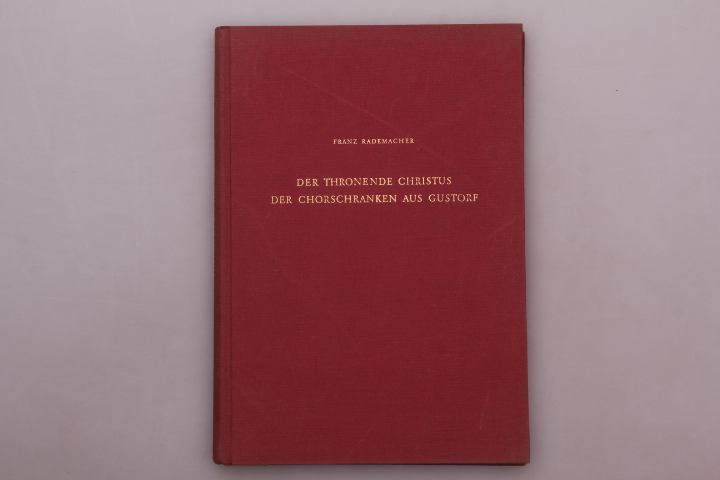 FRANZ RADEMACHER
DER THRONENDE CHRISTUS
DER CHORSCHRANKEN AUS GUSTORF